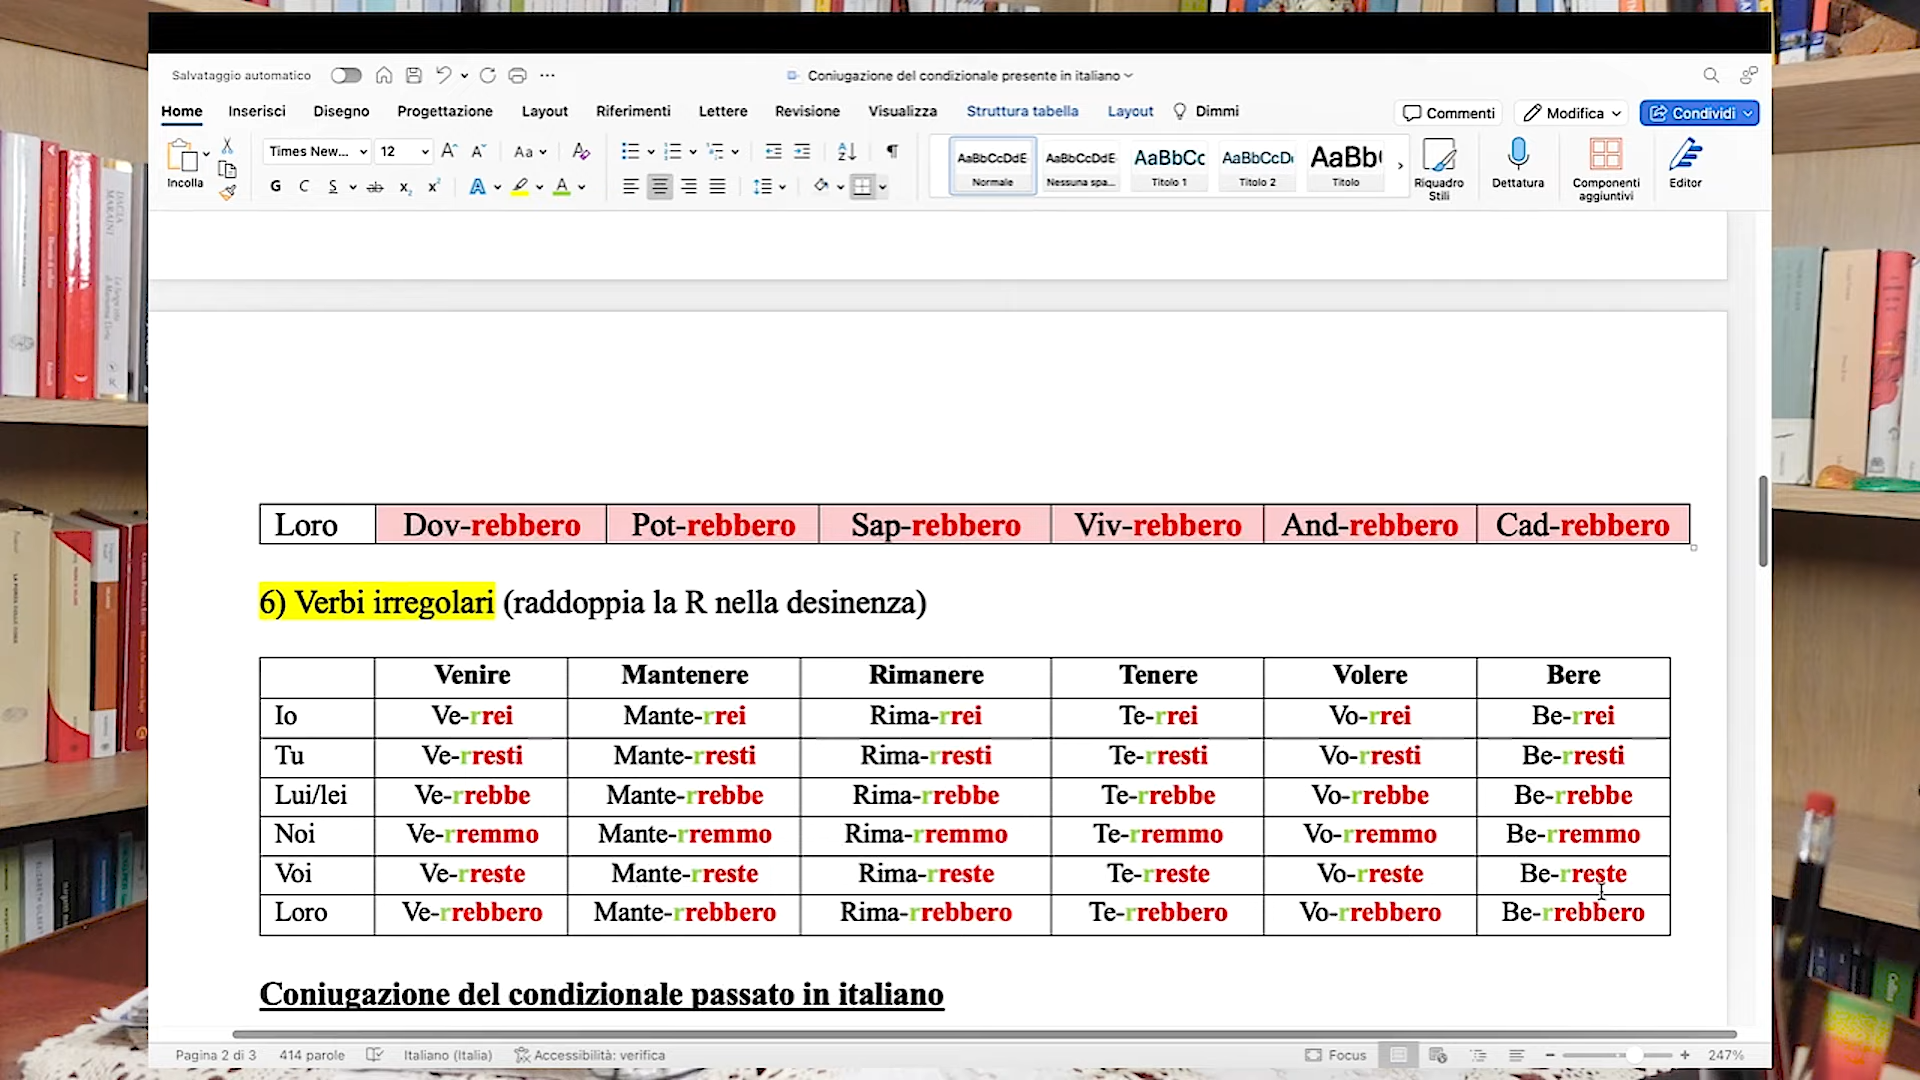 Salvataggio automatico
Coniugazione del condizionale presente in italiano
Home Inserisci Disegno Progettazione Layout Riferimenti Lettere Revisione Visualizza Struttura tabella Layout Dimmi
Commenti Modifica Condividi
Incolla
Times New... 12 Aa
G C S ab x₂ x² A A
AaBbCcDdE AaBbCcDdE AaBbCc AaBbCcD AaBb
Normale Nessuna spa... Titolo 1 Titolo 2 Titolo
Riquadro Stili Dettatura Componenti aggiuntivi Editor
Loro Dov-rebbero Pot-rebbero Sap-rebbero Viv-rebbero And-rebbero Cad-rebbero
6) Verbi irregolari (raddoppia la R nella desinenza)
Venire Mantenere Rimanere Tenere Volere Bere
Io Ve-rrei Mante-rrei Rima-rrei Te-rrei Vo-rrei Be-rrei
Tu Ve-rresti Mante-rresti Rima-rresti Te-rresti Vo-rresti Be-rresti
Lui/lei Ve-rrebbe Mante-rrebbe Rima-rrebbe Te-rrebbe Vo-rrebbe Be-rrebbe
Noi Ve-rremmo Mante-rremmo Rima-rremmo Te-rremmo Vo-rremmo Be-rremmo
Voi Ve-rreste Mante-rreste Rima-rreste Te-rreste Vo-rreste Be-rreste
Loro Ve-rrebbero Mante-rrebbero Rima-rrebbero Te-rrebbero Vo-rrebbero Be-rrebbero
Coniugazione del condizionale passato in italiano
Pagina 2 di 3 414 parole Italiano (Italia) Accessibilità: verifica Focus 247%
DACIA MARAINI